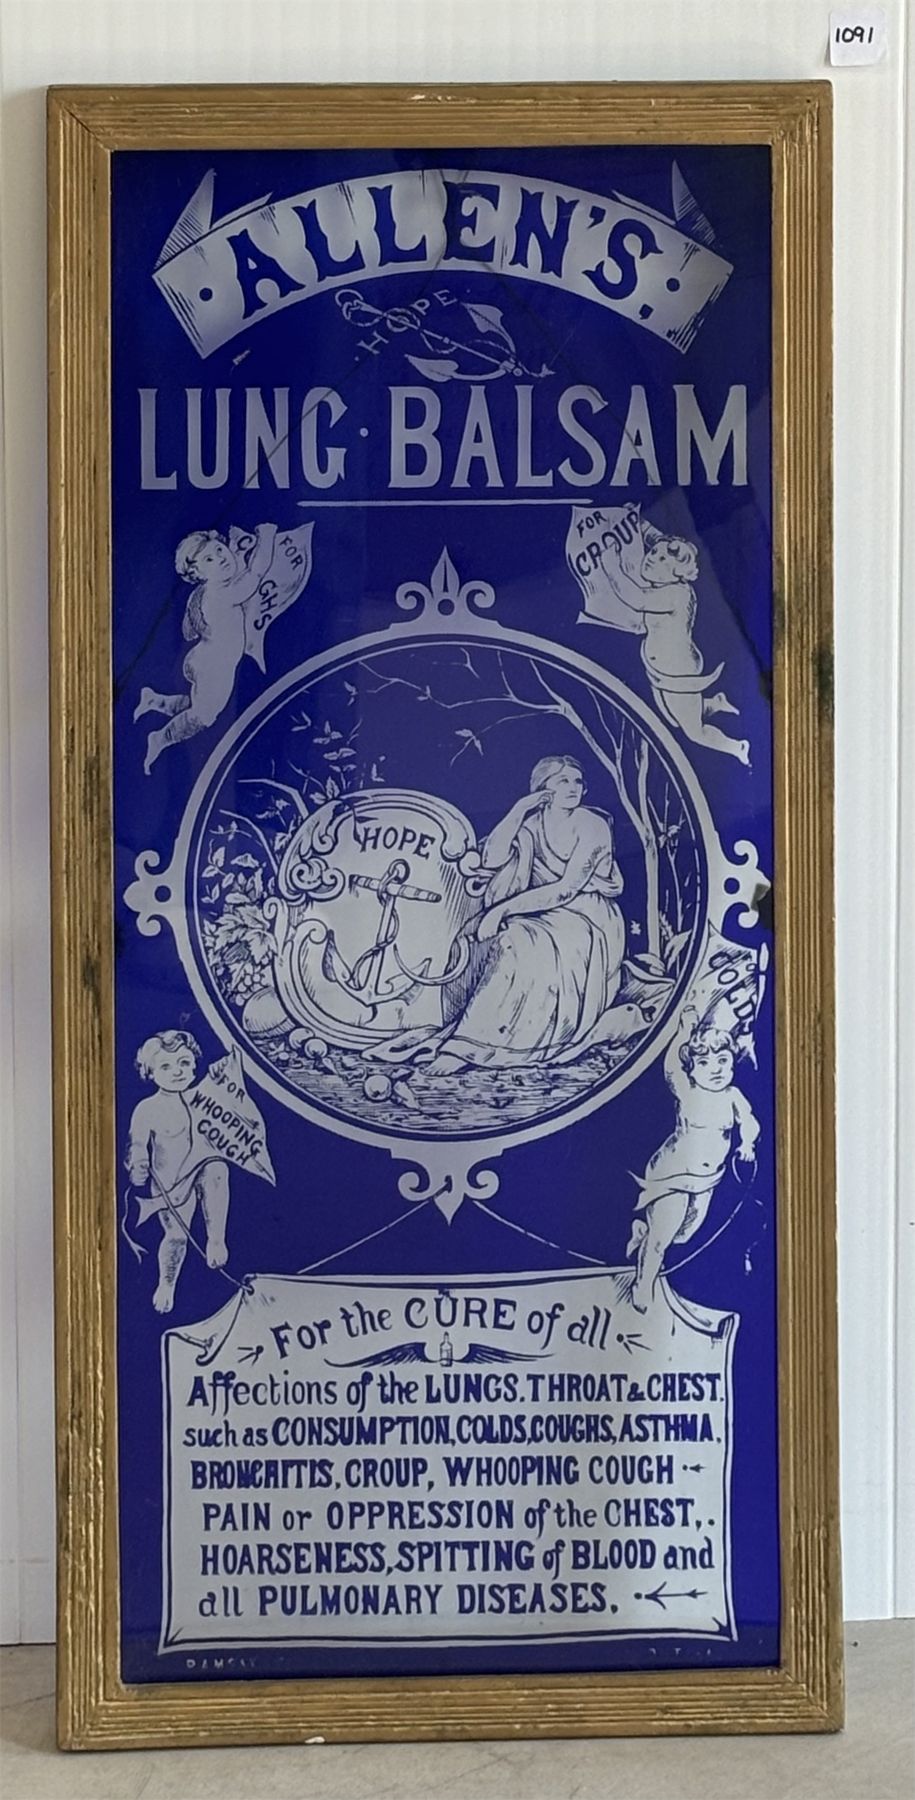 1091
ALLEN'S.
HOPE
LUNG · BALSAM
FOR
GHS
FOR
CROUP
HOPE
COLDS
FOR
WHOOPING
COUGH
For the CURE of all
Affections of the LUNGS. THROAT & CHEST.
such as CONSUMPTION, COLDS, COUGHS, ASTHMA,
BRONCHITIS, CROUP, WHOOPING COUGH
PAIN or OPPRESSION of the CHEST,.
HOARSENESS, SPITTING of BLOOD and
all PULMONARY DISEASES.